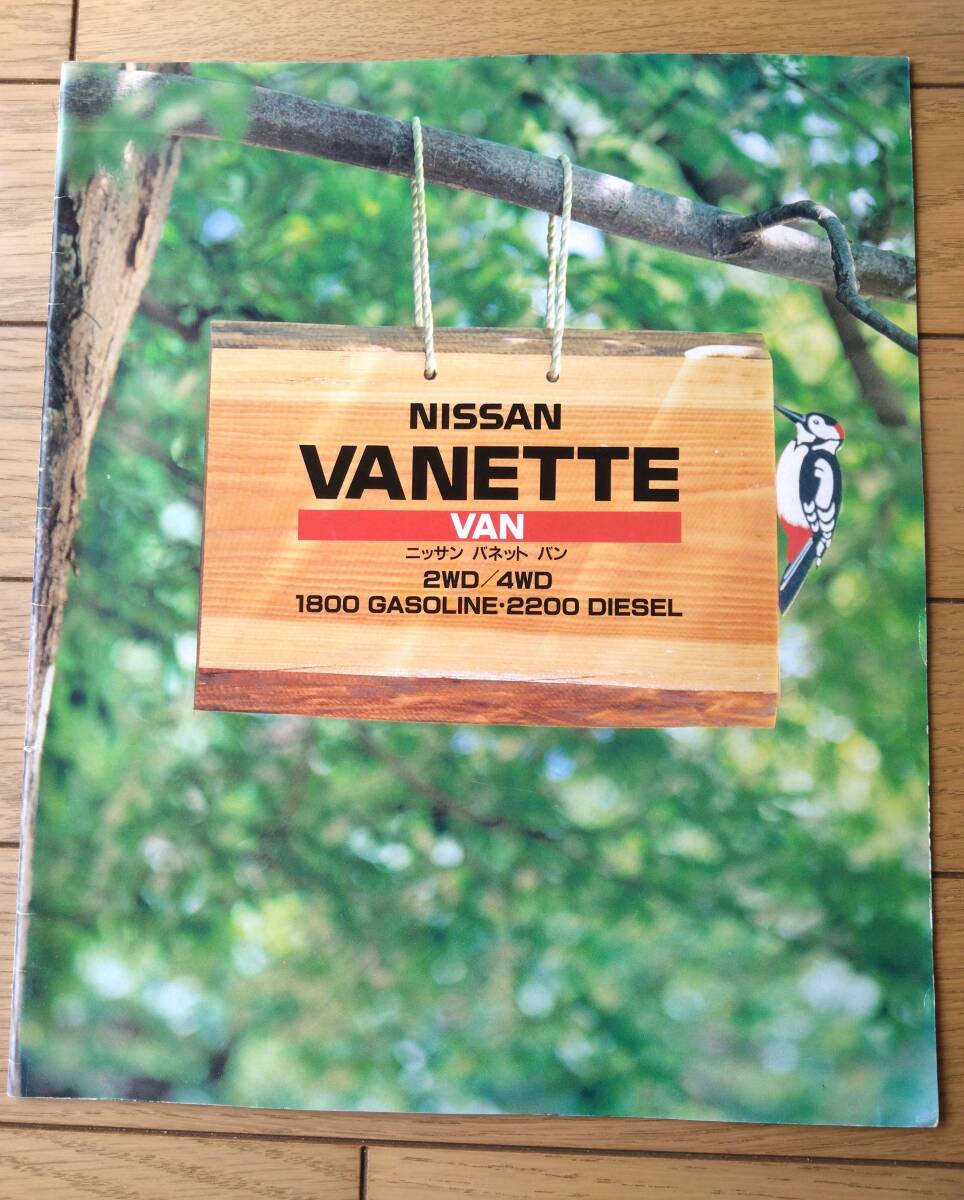 NISSAN
VANETTE
VAN
ニッサン バネット バン
2WD/4WD
1800 GASOLINE・2200 DIESEL